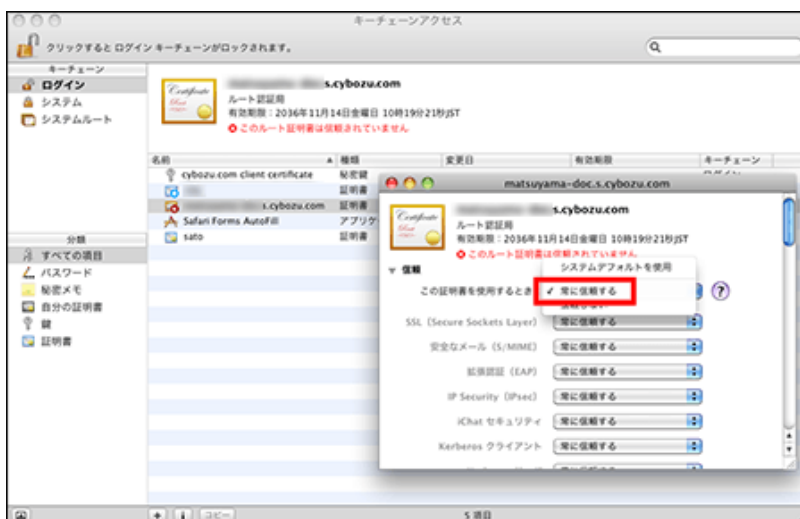 キーチェーンアクセス
クリックすると ログイン キーチェーンがロックされます。
キーチェーン
ログイン
システム
システムルート
s.cybozu.com
ルート認証局
有効期限：2036年11月14日金曜日 10時19分21秒JST
このルート証明書は信頼されていません
名前 種類 変更日 有効期限 キーチェーン
cybozu.com client certificate 秘密鍵
証明書
s.cybozu.com 証明書
Safari Forms AutoFill アプリケ
sato 証明書
分類
すべての項目
パスワード
秘密メモ
自分の証明書
鍵
証明書
matsuyama-doc.s.cybozu.com
s.cybozu.com
ルート認証局
有効期限：2036年11月14日金曜日 10時19分21秒JST
このルート証明書は信頼されていません
信頼
システムデフォルトを使用
この証明書を使用するとき
✓ 常に信頼する
?
SSL（Secure Sockets Layer） 常に信頼する
安全なメール（S/MIME） 常に信頼する
拡張認証（EAP） 常に信頼する
IP Security（IPsec） 常に信頼する
iChat セキュリティ 常に信頼する
Kerberos クライアント 常に信頼する
+ i コピー
5 項目